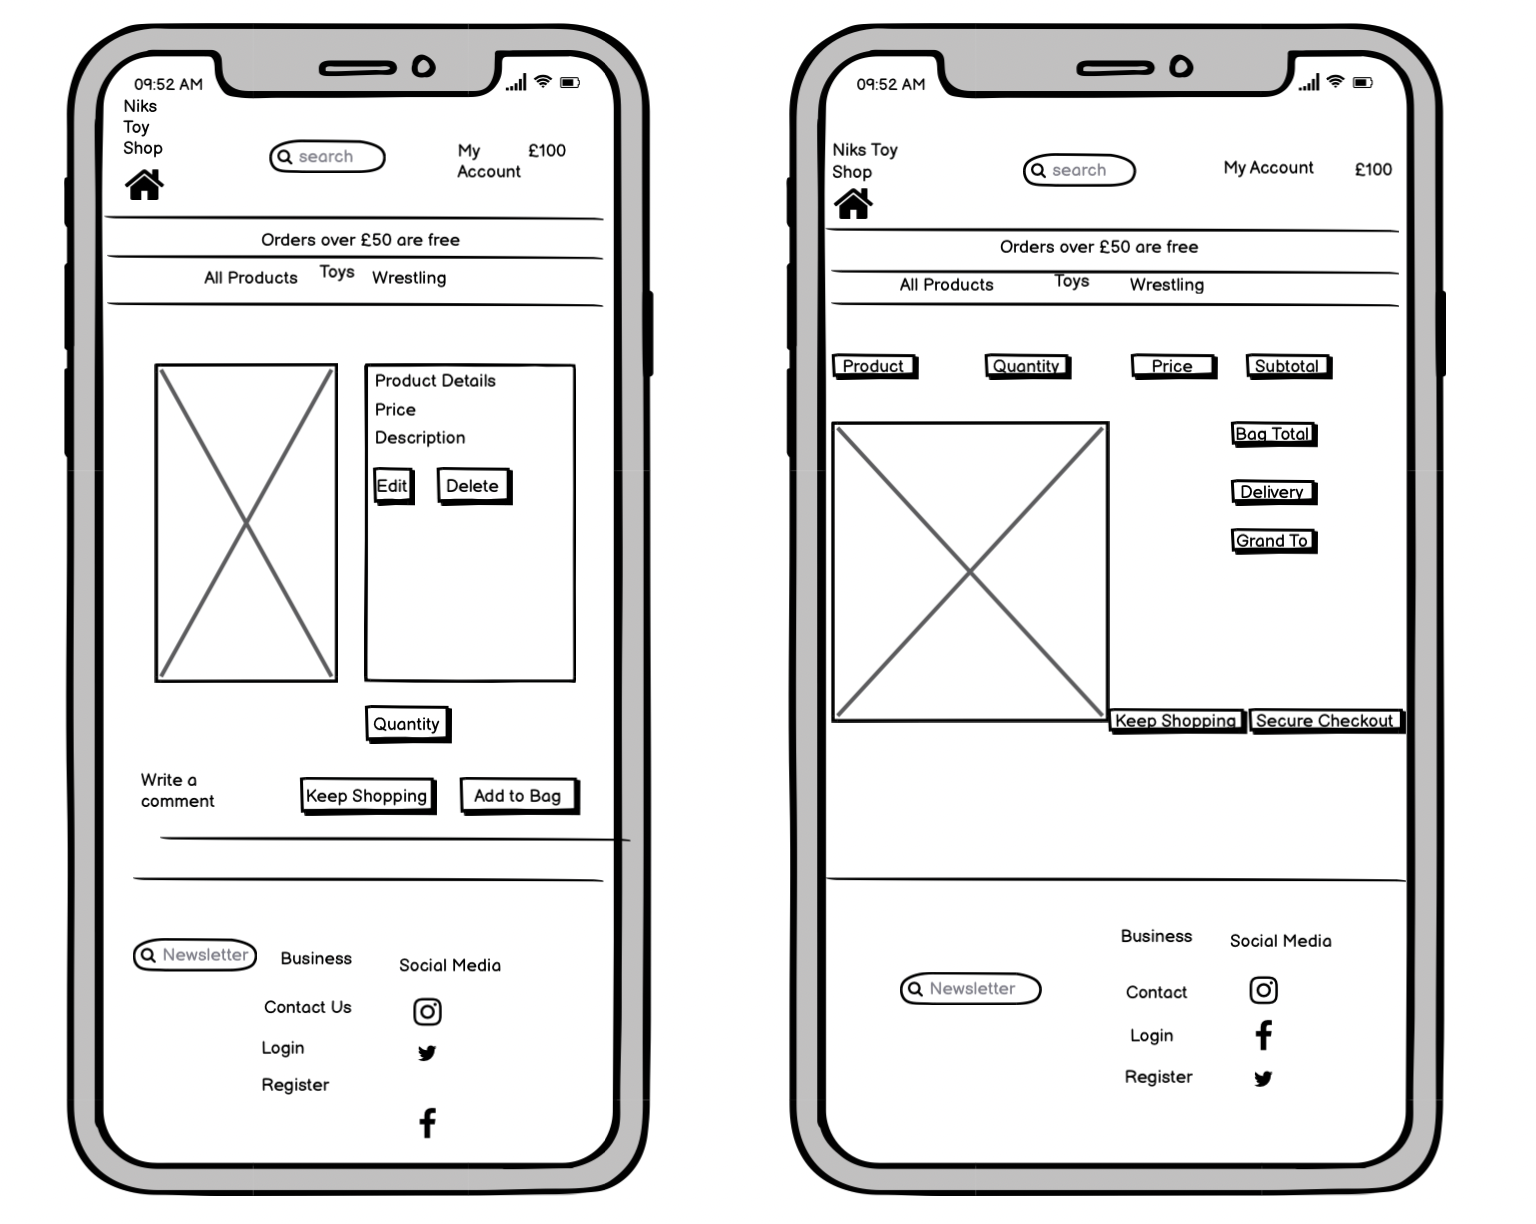 09:52 AM
Niks
Toy
Shop
search
My
Account
£100
Orders over £50 are free
All Products
Toys
Wrestling
Product Details
Price
Description
Edit
Delete
Quantity
Write a
comment
Keep Shopping
Add to Bag
Newsletter
Business
Social Media
Contact Us
Login
Register
09:52 AM
Niks Toy
Shop
search
My Account
£100
Orders over £50 are free
All Products
Toys
Wrestling
Product
Quantity
Price
Subtotal
Bag Total
Delivery
Grand To
Keep Shopping
Secure Checkout
Business
Social Media
Newsletter
Contact
Login
Register